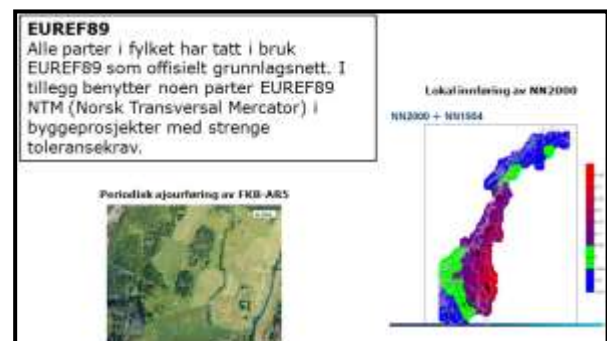 EUREF89
Alle parter i fylket har tatt i bruk
EUREF89 som offisielt grunnlagsnett. I
tillegg benytter noen parter EUREF89
NTM (Norsk Transversal Mercator) i
byggeprosjekter med strenge
toleransekrav.
Lokal innføring av NN2000
NN2000 ÷ NN1954
Periodisk ajourføring av FKB-AR5